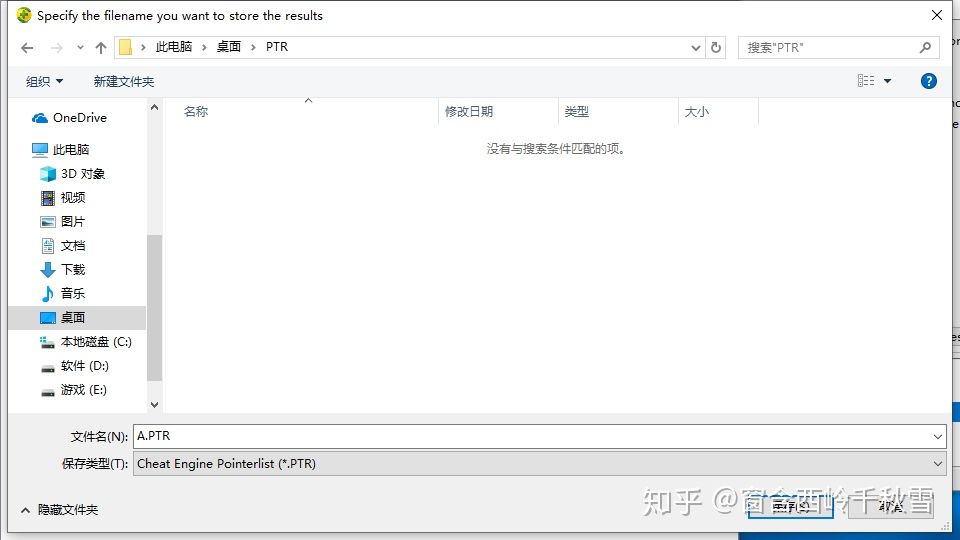 Specify the filename you want to store the results
此电脑 桌面 PTR
搜索"PTR"
组织 新建文件夹
名称 修改日期 类型 大小
没有与搜索条件匹配的项。
OneDrive
此电脑
3D 对象
视频
图片
文档
下载
音乐
桌面
本地磁盘 (C:)
软件 (D:)
游戏 (E:)
文件名(N): A.PTR
保存类型(T): Cheat Engine Pointerlist (*.PTR)
隐藏文件夹
保存(S) 取消
知乎 @窗含西岭千秋雪